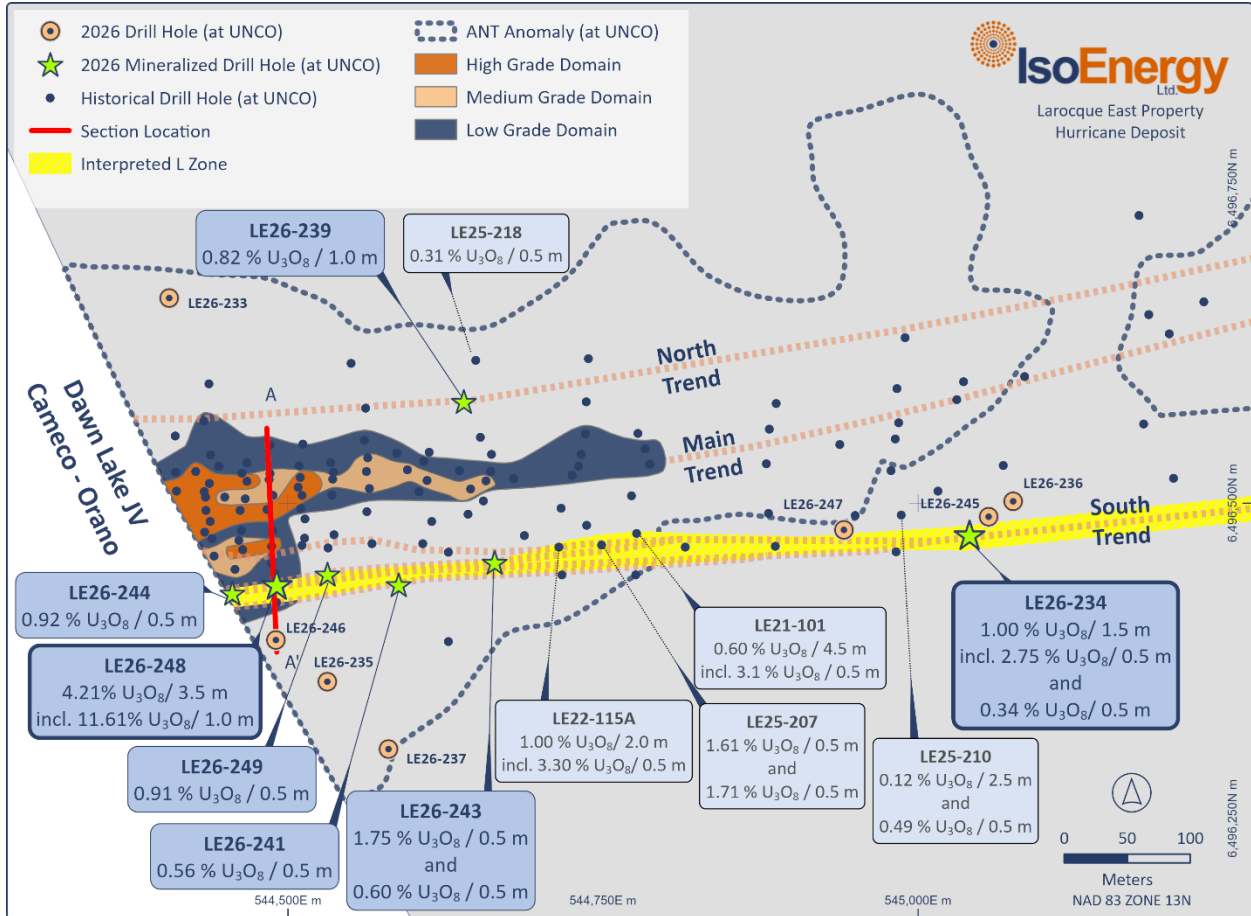 2026 Drill Hole (at UNCO)
2026 Mineralized Drill Hole (at UNCO)
Historical Drill Hole (at UNCO)
Section Location
Interpreted L Zone
ANT Anomaly (at UNCO)
High Grade Domain
Medium Grade Domain
Low Grade Domain
IsoEnergy
Ltd.
Larocque East Property
Hurricane Deposit
6,496,750N m
LE26-239
0.82 % U₃O₈ / 1.0 m
LE25-218
0.31 % U₃O₈ / 0.5 m
LE26-233
North
Trend
Dawn Lake JV
Cameco - Orano
A
Main
Trend
LE26-247
LE26-245
LE26-236
6,496,500N m
South
Trend
LE26-244
0.92 % U₃O₈ / 0.5 m
LE26-246
A'
LE26-235
LE26-248
4.21% U₃O₈/ 3.5 m
incl. 11.61% U₃O₈/ 1.0 m
LE26-237
LE26-249
0.91 % U₃O₈ / 0.5 m
LE26-241
0.56 % U₃O₈ / 0.5 m
LE26-243
1.75 % U₃O₈ / 0.5 m
and
0.60 % U₃O₈ / 0.5 m
LE22-115A
1.00 % U₃O₈/ 2.0 m
incl. 3.30 % U₃O₈/ 0.5 m
LE21-101
0.60 % U₃O₈ / 4.5 m
incl. 3.1 % U₃O₈ / 0.5 m
LE25-207
1.61 % U₃O₈ / 0.5 m
and
1.71 % U₃O₈ / 0.5 m
LE25-210
0.12 % U₃O₈ / 2.5 m
and
0.49 % U₃O₈ / 0.5 m
LE26-234
1.00 % U₃O₈/ 1.5 m
incl. 2.75 % U₃O₈/ 0.5 m
and
0.34 % U₃O₈/ 0.5 m
6,496,250N m
0 50 100
Meters
NAD 83 ZONE 13N
544,500E m
544,750E m
545,000E m